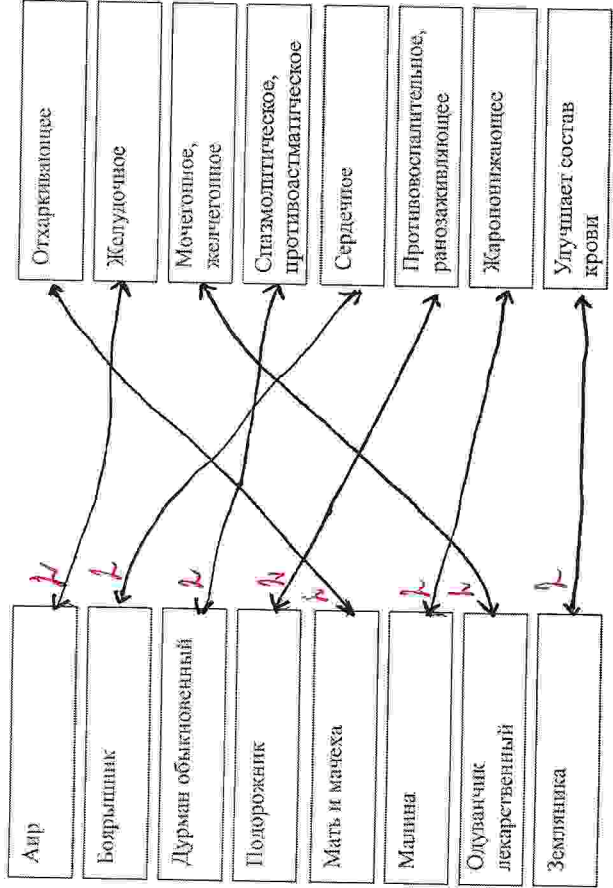 Аир
Боярышник
Дурман обыкновенный
Подорожник
Мать и мачеха
Малина
Одуванчик
лекарственный
Земляника
Отхаркивающее
Желудочное
Мочегонное,
желчегонное
Спазмолитическое,
противоастматическое
Сердечное
Противовоспалительное,
ранозаживляющее
Жаропонижающее
Улучшает состав
крови